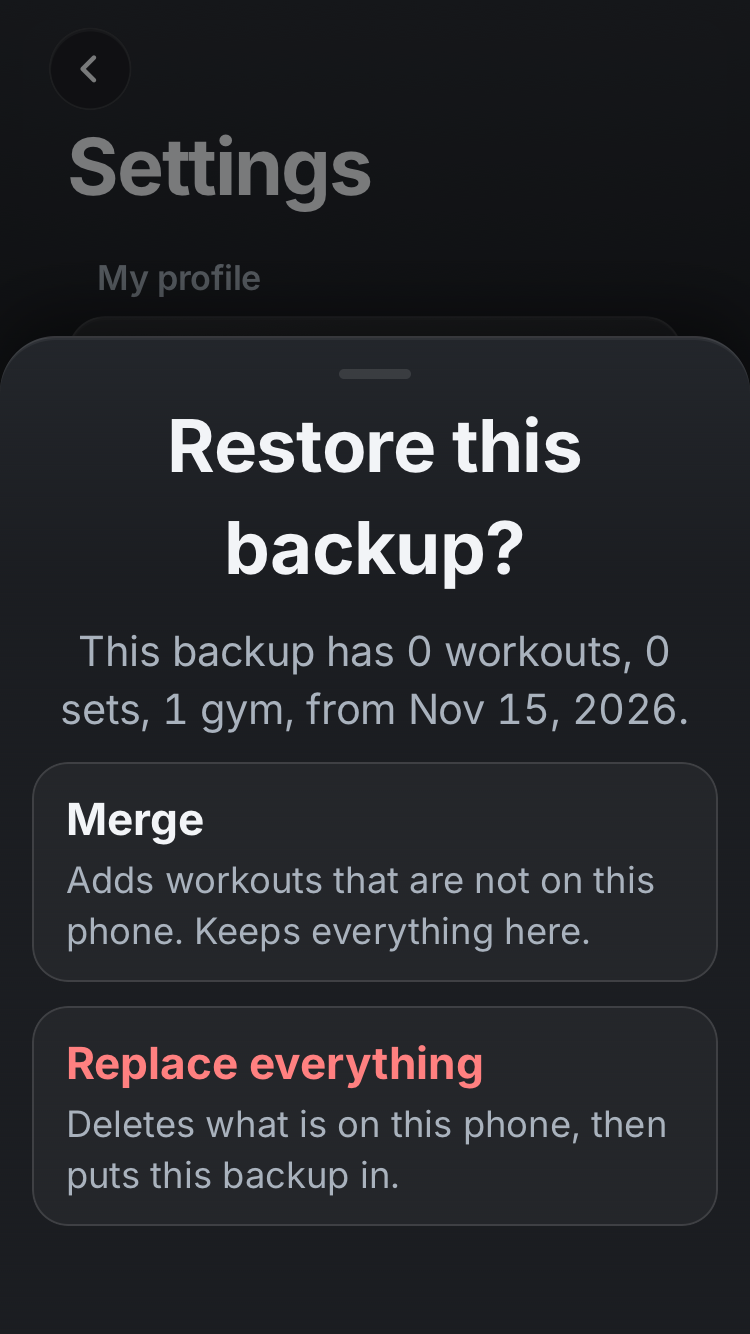 Settings
My profile
Restore this
backup?
This backup has 0 workouts, 0
sets, 1 gym, from Nov 15, 2026.
Merge
Adds workouts that are not on this
phone. Keeps everything here.
Replace everything
Deletes what is on this phone, then
puts this backup in.